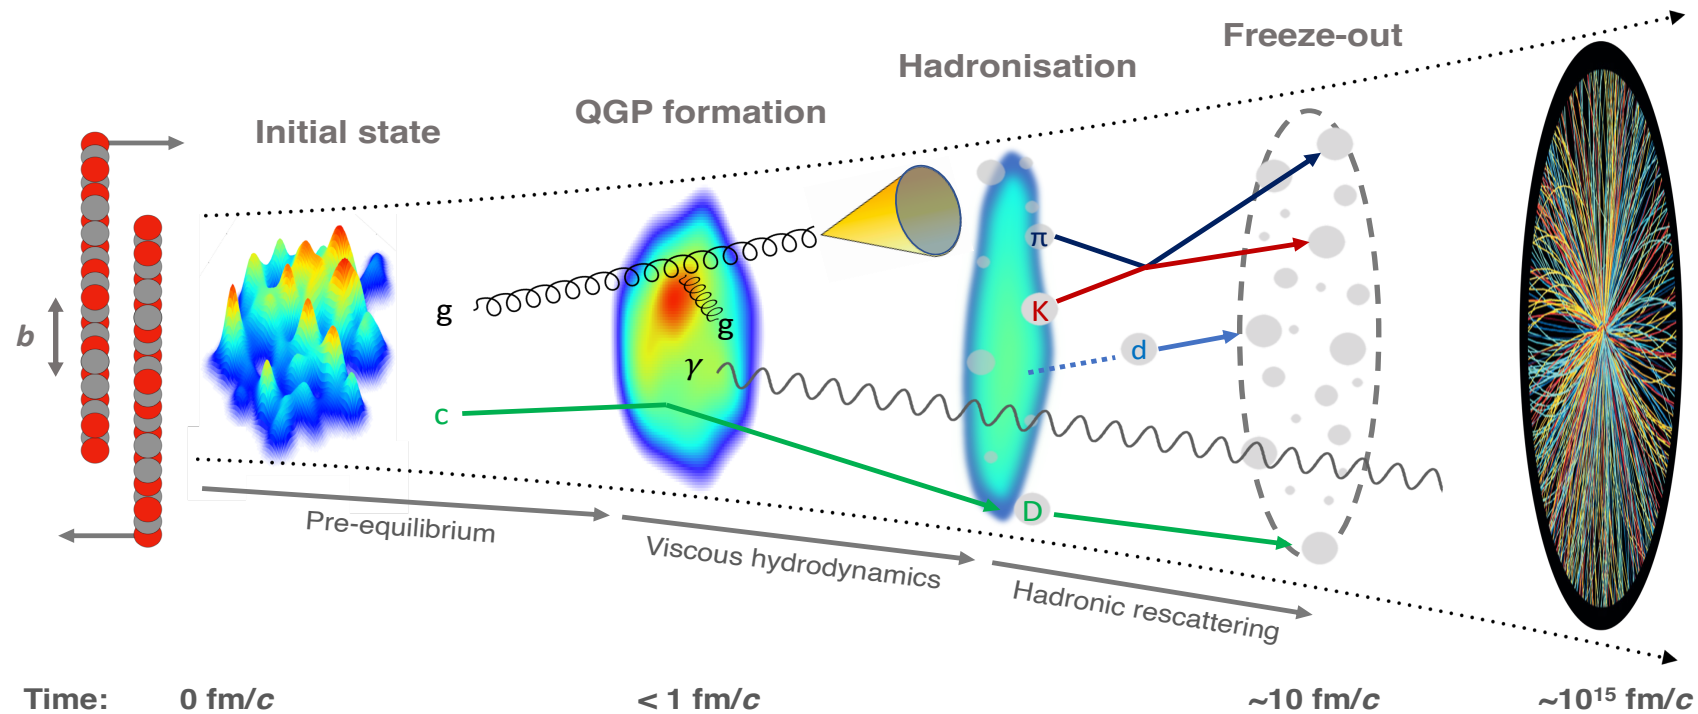 Freeze-out
Hadronisation
QGP formation
Initial state
b
g
g
γ
c
π
K
d
D
Pre-equilibrium
Viscous hydrodynamics
Hadronic rescattering
Time: 0 fm/c < 1 fm/c ~10 fm/c ~10¹⁵ fm/c